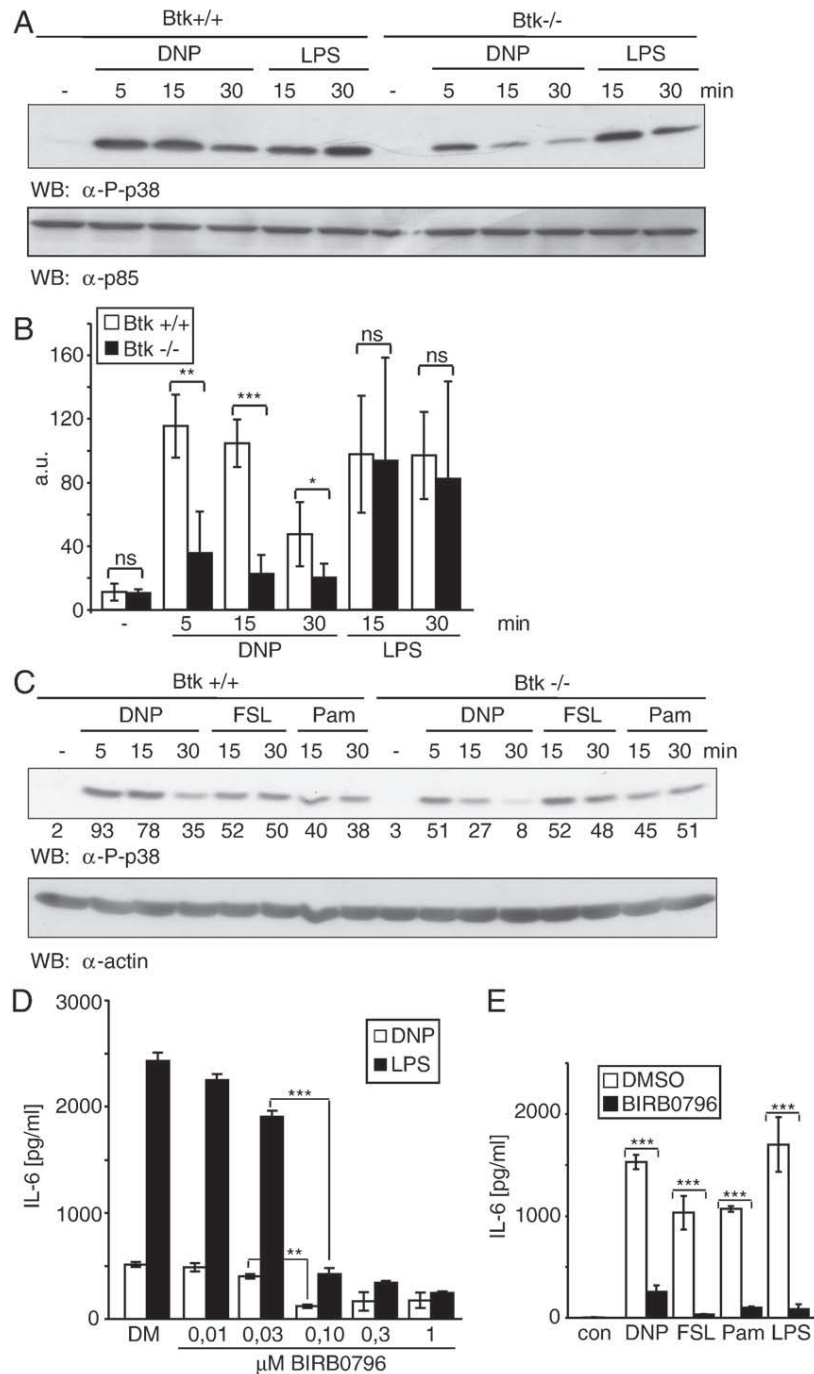 A
Btk+/+ Btk-/-
DNP LPS DNP LPS
- 5 15 30 15 30 - 5 15 30 15 30 min
WB: α-P-p38
WB: α-p85
B
Btk +/+
Btk -/-
160
120
80
40
0
a.u.
ns ** *** * ns ns
- 5 15 30 15 30 min
DNP LPS
C
Btk +/+ Btk -/-
DNP FSL Pam DNP FSL Pam
- 5 15 30 15 30 15 30 - 5 15 30 15 30 15 30 min
2 93 78 35 52 50 40 38 3 51 27 8 52 48 45 51
WB: α-P-p38
WB: α-actin
D
3000
2000
1000
0
IL-6 [pg/ml]
DNP
LPS
***
**
DM 0,01 0,03 0,10 0,3 1
μM BIRB0796
E
DMSO
BIRB0796
2000
1000
0
IL-6 [pg/ml]
*** *** *** ***
con DNP FSL Pam LPS